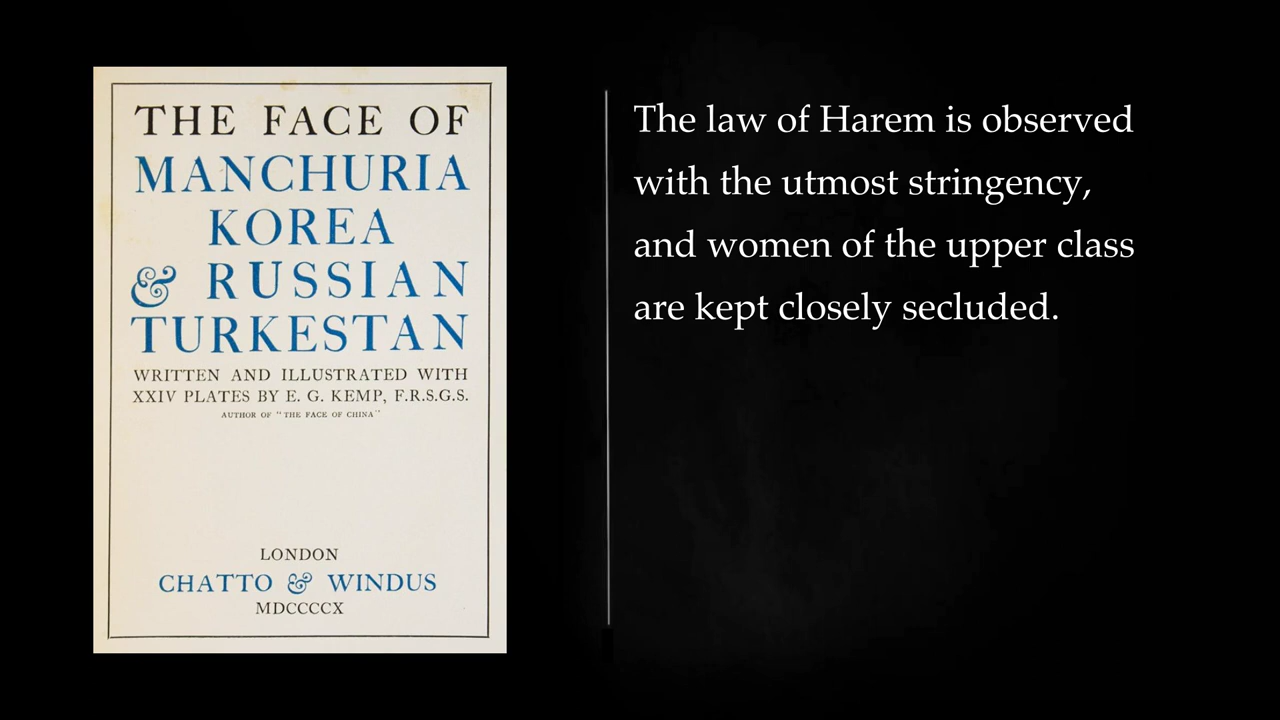 THE FACE OF
MANCHURIA
KOREA
& RUSSIAN
TURKESTAN
WRITTEN AND ILLUSTRATED WITH
XXIV PLATES BY E. G. KEMP, F.R.S.G.S.
AUTHOR OF "THE FACE OF CHINA"
LONDON
CHATTO & WINDUS
MDCCCCX
The law of Harem is observed
with the utmost stringency,
and women of the upper class
are kept closely secluded.